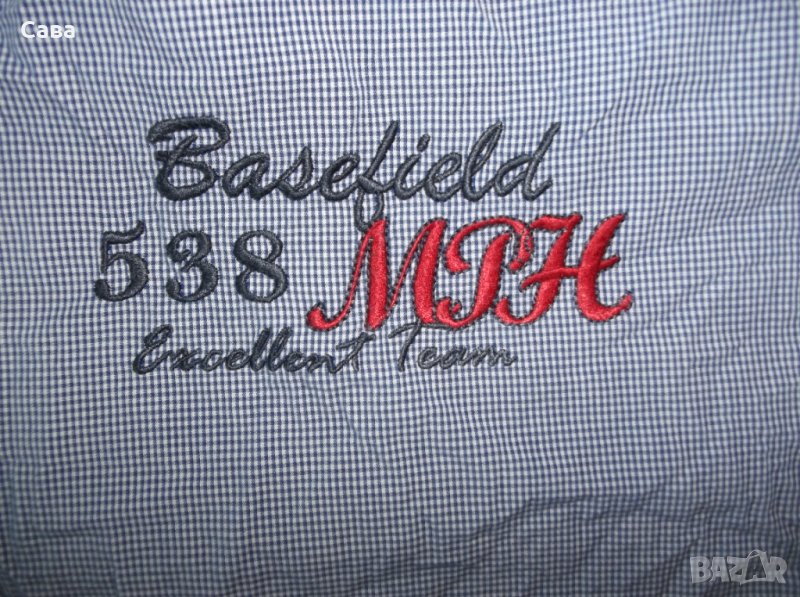 Сава
Basefield
538 MPH
Excellent Team
BAZAR